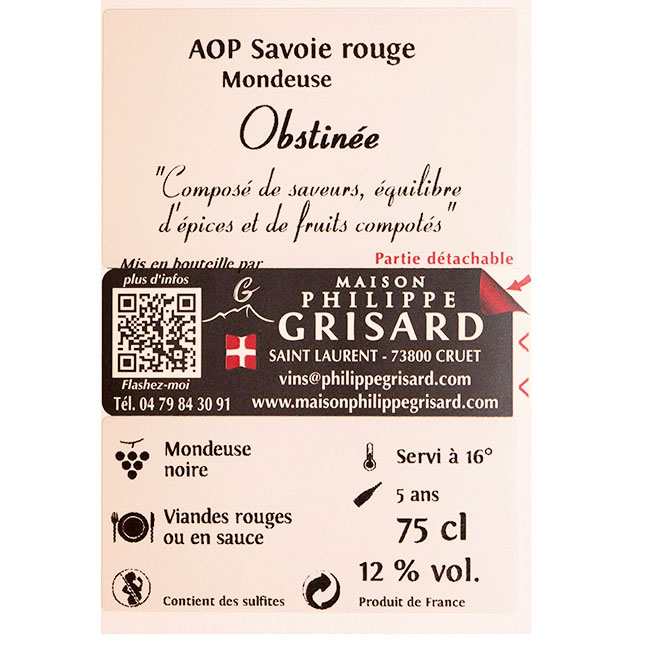 AOP Savoie rouge
Mondeuse
Obstinée
"Composé de saveurs, équilibre
d'épices et de fruits compotés"
Mis en bouteille par
Partie détachable
plus d'infos
G
MAISON
PHILIPPE
GRISARD
SAINT LAURENT - 73800 CRUET
vins@philippegrisard.com
Flashez-moi
Tél. 04 79 84 30 91
www.maisonphilippegrisard.com
Mondeuse
noire
Servi à 16°
5 ans
Viandes rouges
ou en sauce
75 cl
12 % vol.
Contient des sulfites
Produit de France